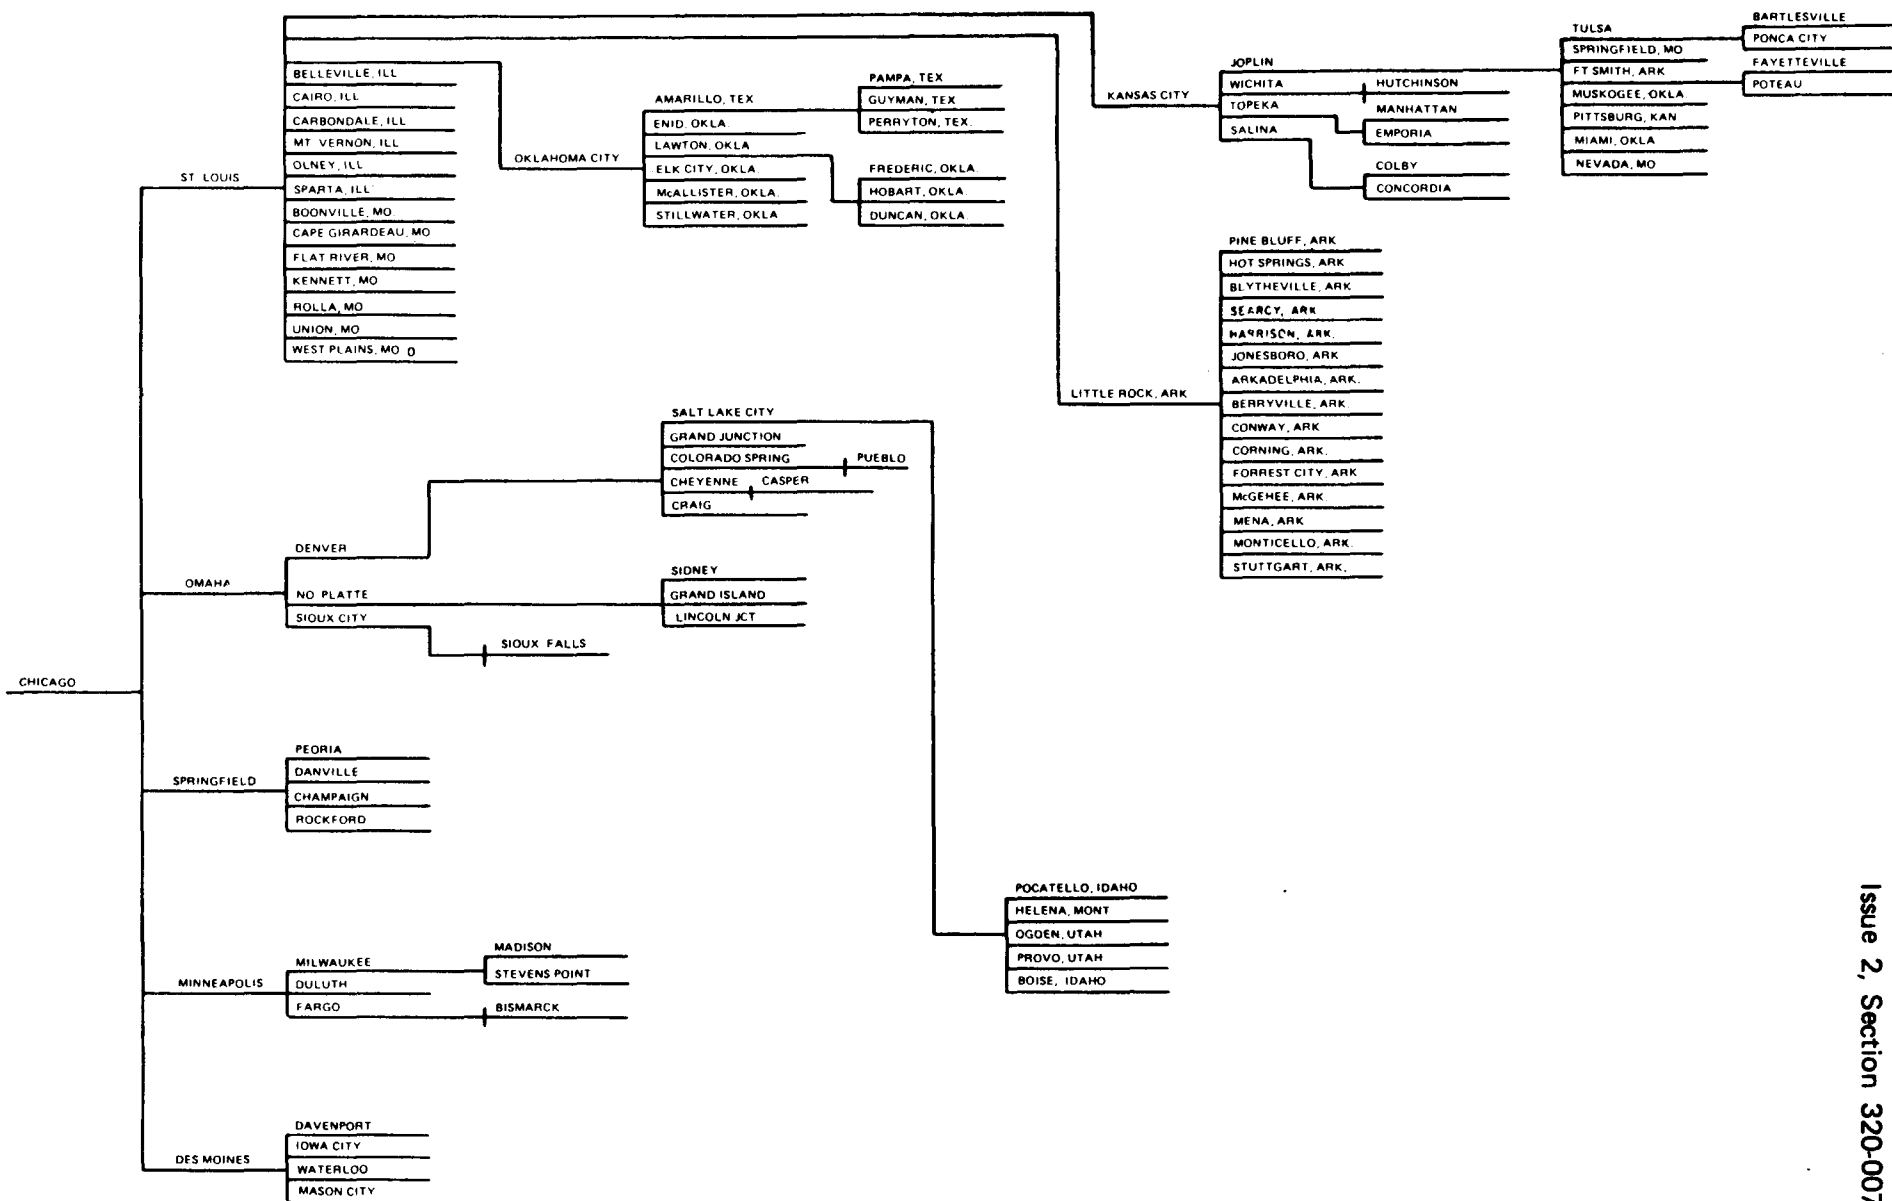 CHICAGO
ST LOUIS
BELLEVILLE, ILL
CAIRO, ILL
CARBONDALE, ILL
MT VERNON, ILL
OLNEY, ILL
SPARTA, ILL
BOONVILLE, MO.
CAPE GIRARDEAU, MO
FLAT RIVER, MO
KENNETT, MO
ROLLA, MO
UNION, MO
WEST PLAINS, MO 0
OKLAHOMA CITY
AMARILLO, TEX
ENID, OKLA.
LAWTON, OKLA
ELK CITY, OKLA.
McALLISTER, OKLA.
STILLWATER, OKLA
PAMPA, TEX
GUYMAN, TEX
PERRYTON, TEX.
FREDERIC, OKLA.
HOBART, OKLA.
DUNCAN, OKLA.
KANSAS CITY
JOPLIN
WICHITA
TOPEKA
SALINA
HUTCHINSON
MANHATTAN
EMPORIA
COLBY
CONCORDIA
TULSA
SPRINGFIELD, MO
FT SMITH, ARK
MUSKOGEE, OKLA.
PITTSBURG, KAN
MIAMI, OKLA
NEVADA, MO
BARTLESVILLE
PONCA CITY
FAYETTEVILLE
POTEAU
LITTLE ROCK, ARK
PINE BLUFF, ARK
HOT SPRINGS, ARK
BLYTHEVILLE, ARK
SEARCY, ARK
HARRISON, ARK.
JONESBORO, ARK
ARKADELPHIA, ARK.
BERRYVILLE, ARK.
CONWAY, ARK
CORNING, ARK.
FORREST CITY, ARK
McGEHEE, ARK.
MENA, ARK
MONTICELLO, ARK.
STUTTGART, ARK.
OMAHA
DENVER
NO PLATTE
SIOUX CITY
SALT LAKE CITY
GRAND JUNCTION
COLORADO SPRING
PUEBLO
CHEYENNE
CASPER
CRAIG
SIDNEY
GRAND ISLAND
LINCOLN JCT
SIOUX FALLS
POCATELLO, IDAHO
HELENA, MONT
OGDEN, UTAH
PROVO, UTAH
BOISE, IDAHO
SPRINGFIELD
PEORIA
DANVILLE
CHAMPAIGN
ROCKFORD
MINNEAPOLIS
MILWAUKEE
DULUTH
FARGO
MADISON
STEVENS POINT
BISMARCK
DES MOINES
DAVENPORT
IOWA CITY
WATERLOO
MASON CITY
Issue 2, Section 320-007